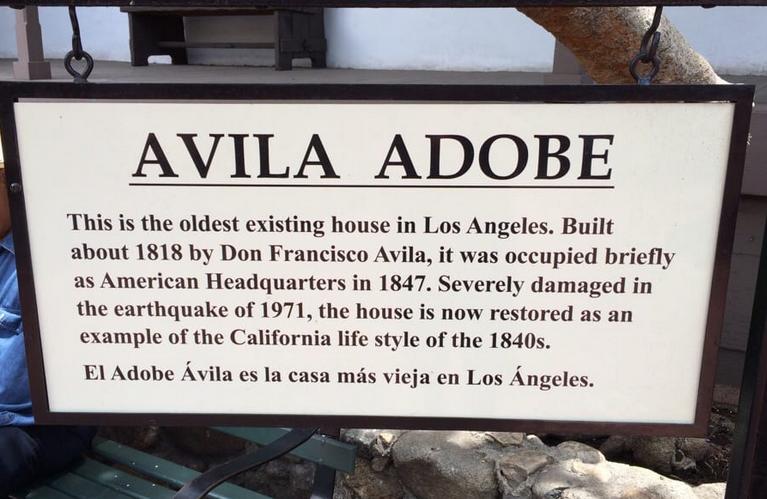 AVILA ADOBE
This is the oldest existing house in Los Angeles. Built
about 1818 by Don Francisco Avila, it was occupied briefly
as American Headquarters in 1847. Severely damaged in
the earthquake of 1971, the house is now restored as an
example of the California life style of the 1840s.
El Adobe Ávila es la casa más vieja en Los Ángeles.